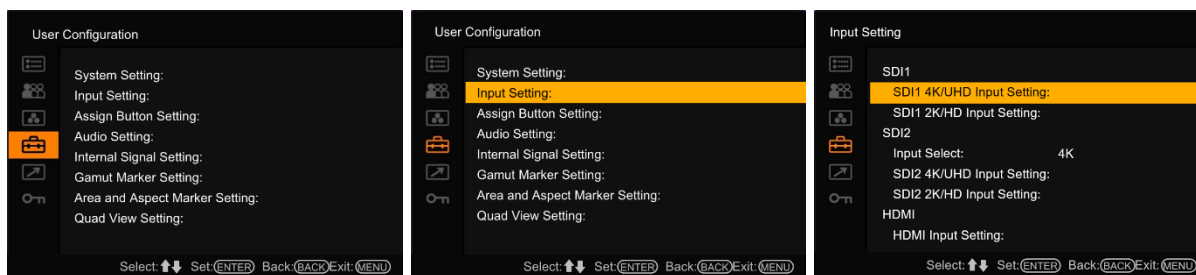 User Configuration
System Setting:
Input Setting:
Assign Button Setting:
Audio Setting:
Internal Signal Setting:
Gamut Marker Setting:
Area and Aspect Marker Setting:
Quad View Setting:
Select: Set:ENTER Back:BACK Exit:MENU
User Configuration
System Setting:
Input Setting:
Assign Button Setting:
Audio Setting:
Internal Signal Setting:
Gamut Marker Setting:
Area and Aspect Marker Setting:
Quad View Setting:
Select: Set:ENTER Back:BACK Exit:MENU
Input Setting
SDI1
SDI1 4K/UHD Input Setting:
SDI1 2K/HD Input Setting:
SDI2
Input Select: 4K
SDI2 4K/UHD Input Setting:
SDI2 2K/HD Input Setting:
HDMI
HDMI Input Setting:
Select: Set:ENTER Back:BACK Exit:MENU